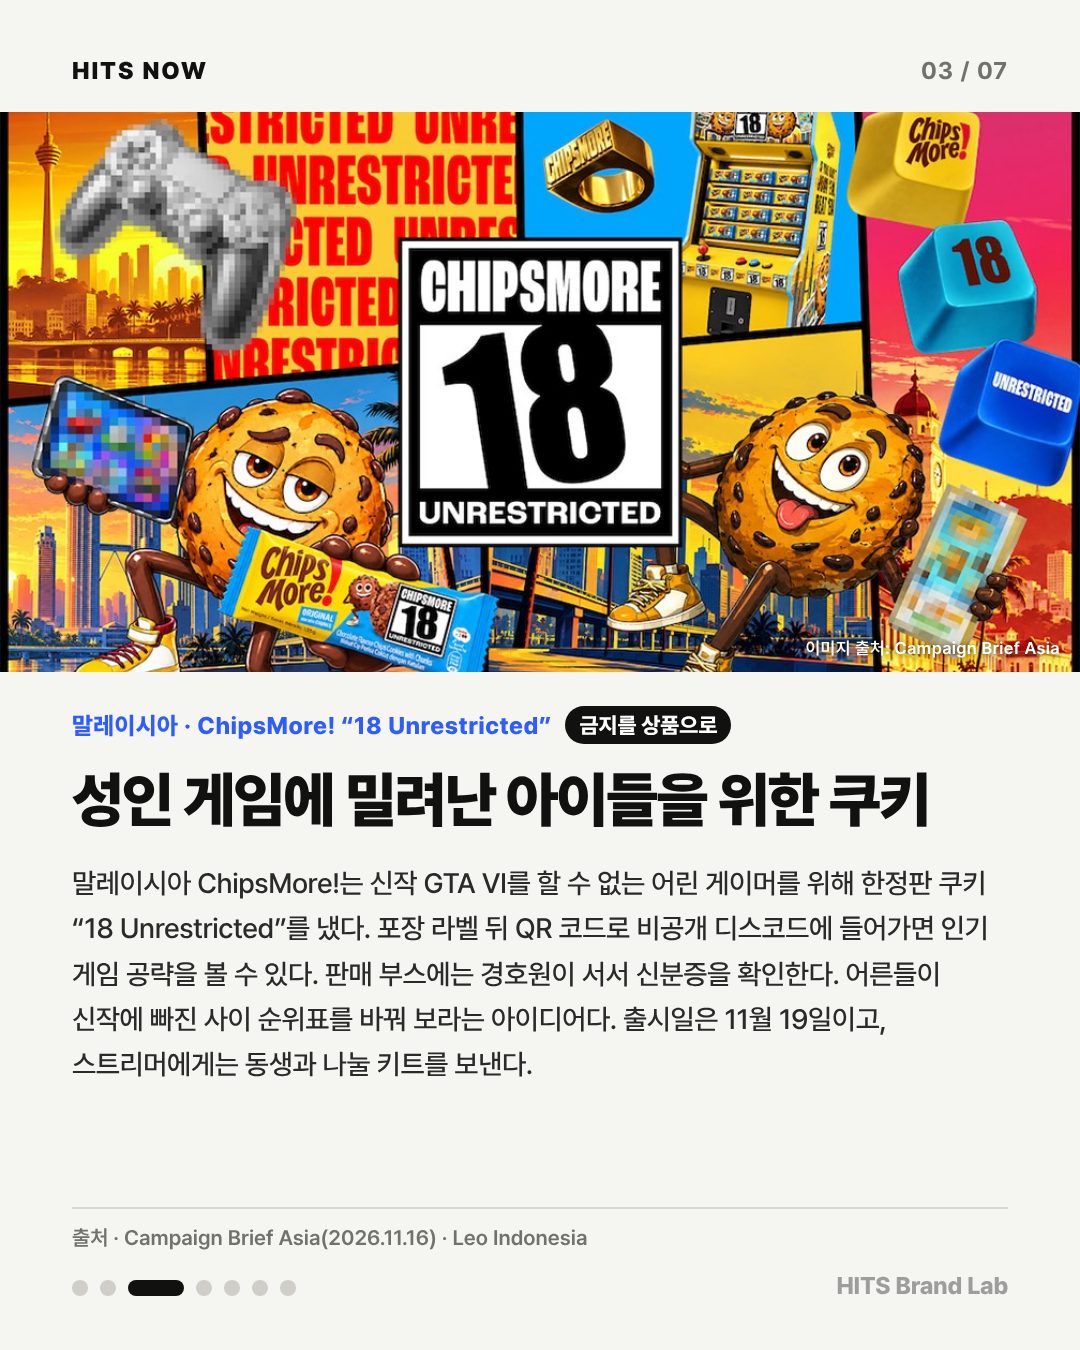 HITS NOW
03 / 07
STRICTED UNRE
UNRESTRICTE
CTED UNRES
RICTED
NRESTRIC
CHIPSMORE
18
Chips More!
18
UNRESTRICTED
CHIPSMORE
18
UNRESTRICTED
Chips More!
ORIGINAL
CHIPSMORE
18
UNRESTRICTED
이미지 출처: Campaign Brief Asia
말레이시아 · ChipsMore! “18 Unrestricted” 금지를 상품으로
성인 게임에 밀려난 아이들을 위한 쿠키
말레이시아 ChipsMore!는 신작 GTA VI를 할 수 없는 어린 게이머를 위해 한정판 쿠키
“18 Unrestricted”를 냈다. 포장 라벨 뒤 QR 코드로 비공개 디스코드에 들어가면 인기
게임 공략을 볼 수 있다. 판매 부스에는 경호원이 서서 신분증을 확인한다. 어른들이
신작에 빠진 사이 순위표를 바꿔 보라는 아이디어다. 출시일은 11월 19일이고,
스트리머에게는 동생과 나눌 키트를 보낸다.
출처 · Campaign Brief Asia(2026.11.16) · Leo Indonesia
HITS Brand Lab